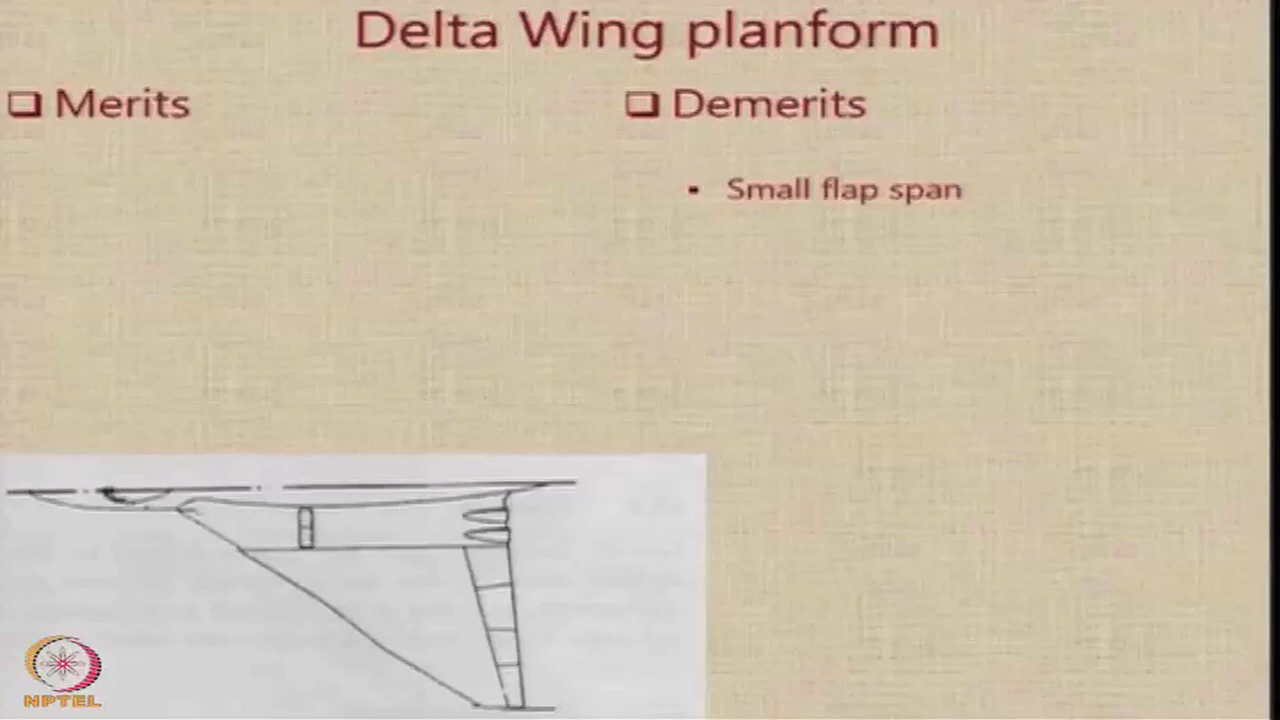 Delta Wing planform
❑ Merits
❑ Demerits
▪ Small flap span
NPTEL